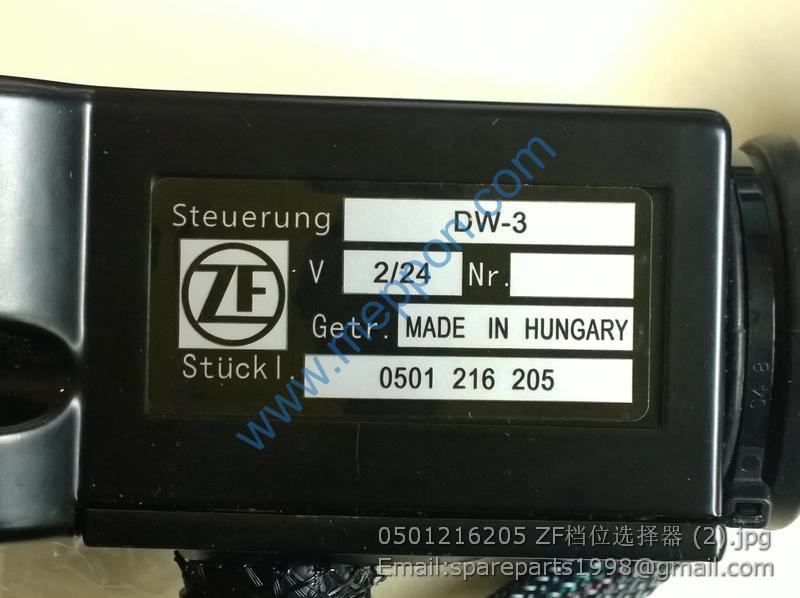 Steuerung DW-3
ZF
V 2/24 Nr.
Getr. MADE IN HUNGARY
Stückl. 0501 216 205
www.meppon.com
0501216205 ZF档位选择器 (2).jpg
Email:spareparts1998@gmail.com